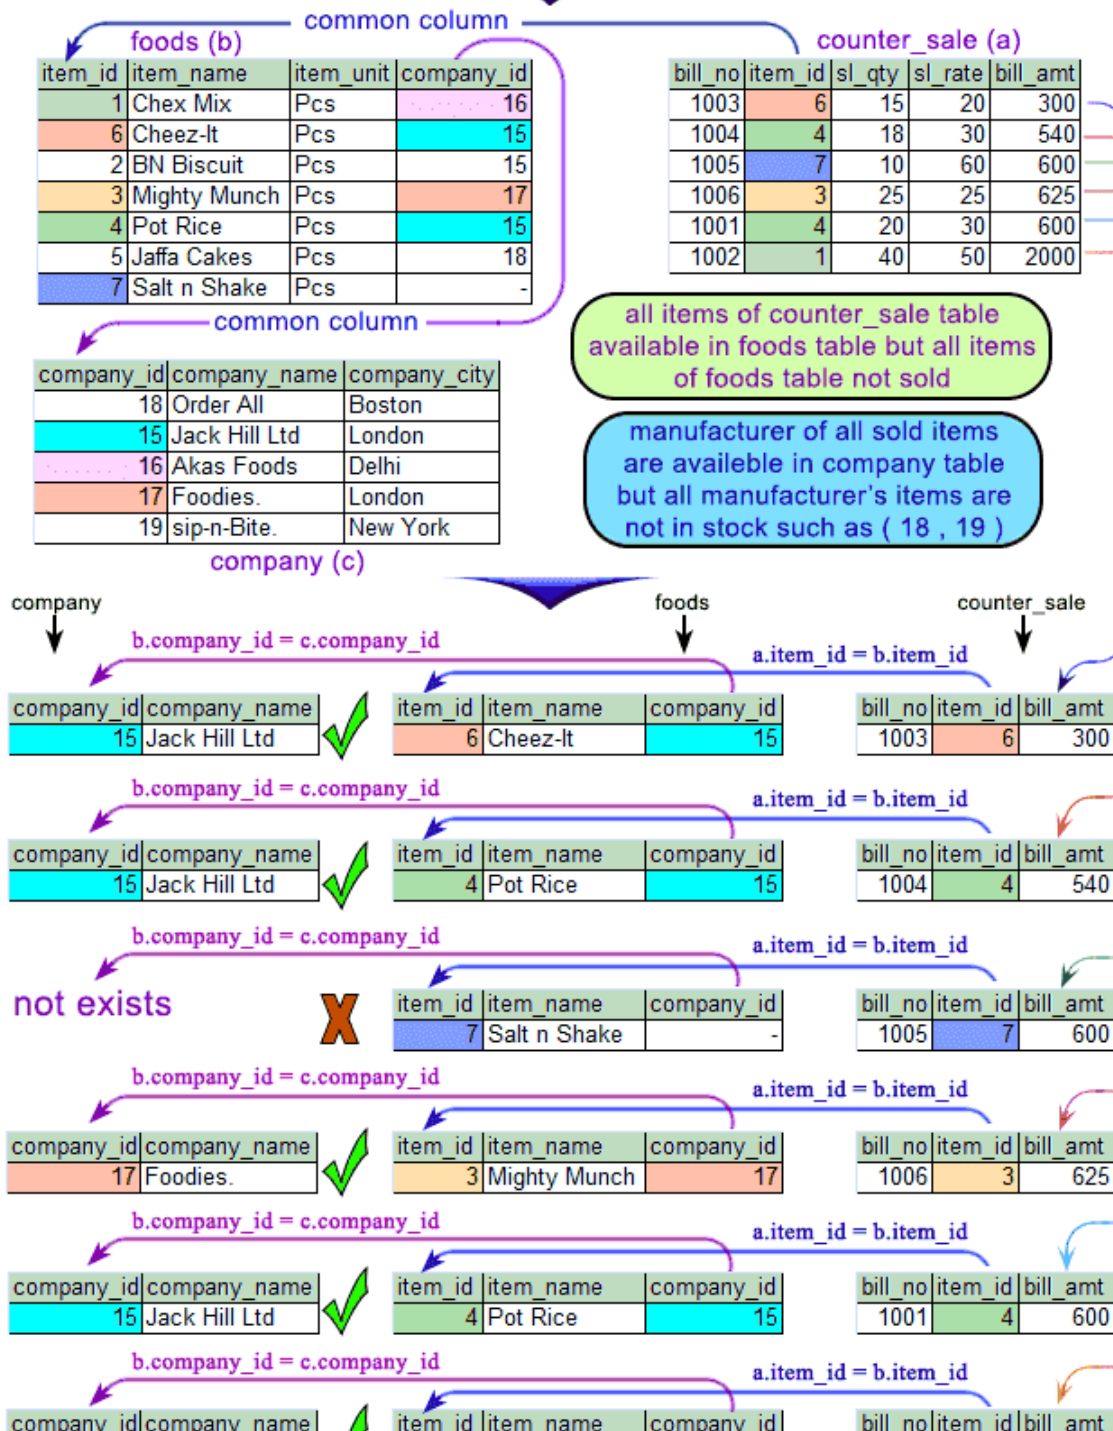 common column
foods (b)
counter_sale (a)
item_id item_name item_unit company_id
1 Chex Mix Pcs 16
6 Cheez-It Pcs 15
2 BN Biscuit Pcs 15
3 Mighty Munch Pcs 17
4 Pot Rice Pcs 15
5 Jaffa Cakes Pcs 18
7 Salt n Shake Pcs -
bill_no item_id sl_qty sl_rate bill_amt
1003 6 15 20 300
1004 4 18 30 540
1005 7 10 60 600
1006 3 25 25 625
1001 4 20 30 600
1002 1 40 50 2000
common column
all items of counter_sale table
available in foods table but all items
of foods table not sold
company_id company_name company_city
18 Order All Boston
15 Jack Hill Ltd London
16 Akas Foods Delhi
17 Foodies. London
19 sip-n-Bite. New York
company (c)
manufacturer of all sold items
are availeble in company table
but all manufacturer's items are
not in stock such as ( 18 , 19 )
company foods counter_sale
b.company_id = c.company_id a.item_id = b.item_id
company_id company_name item_id item_name company_id bill_no item_id bill_amt
15 Jack Hill Ltd 6 Cheez-It 15 1003 6 300
b.company_id = c.company_id a.item_id = b.item_id
company_id company_name item_id item_name company_id bill_no item_id bill_amt
15 Jack Hill Ltd 4 Pot Rice 15 1004 4 540
b.company_id = c.company_id a.item_id = b.item_id
not exists X item_id item_name company_id bill_no item_id bill_amt
7 Salt n Shake - 1005 7 600
b.company_id = c.company_id a.item_id = b.item_id
company_id company_name item_id item_name company_id bill_no item_id bill_amt
17 Foodies. 3 Mighty Munch 17 1006 3 625
b.company_id = c.company_id a.item_id = b.item_id
company_id company_name item_id item_name company_id bill_no item_id bill_amt
15 Jack Hill Ltd 4 Pot Rice 15 1001 4 600
b.company_id = c.company_id a.item_id = b.item_id
company_id company_name item_id item_name company_id bill_no item_id bill_amt